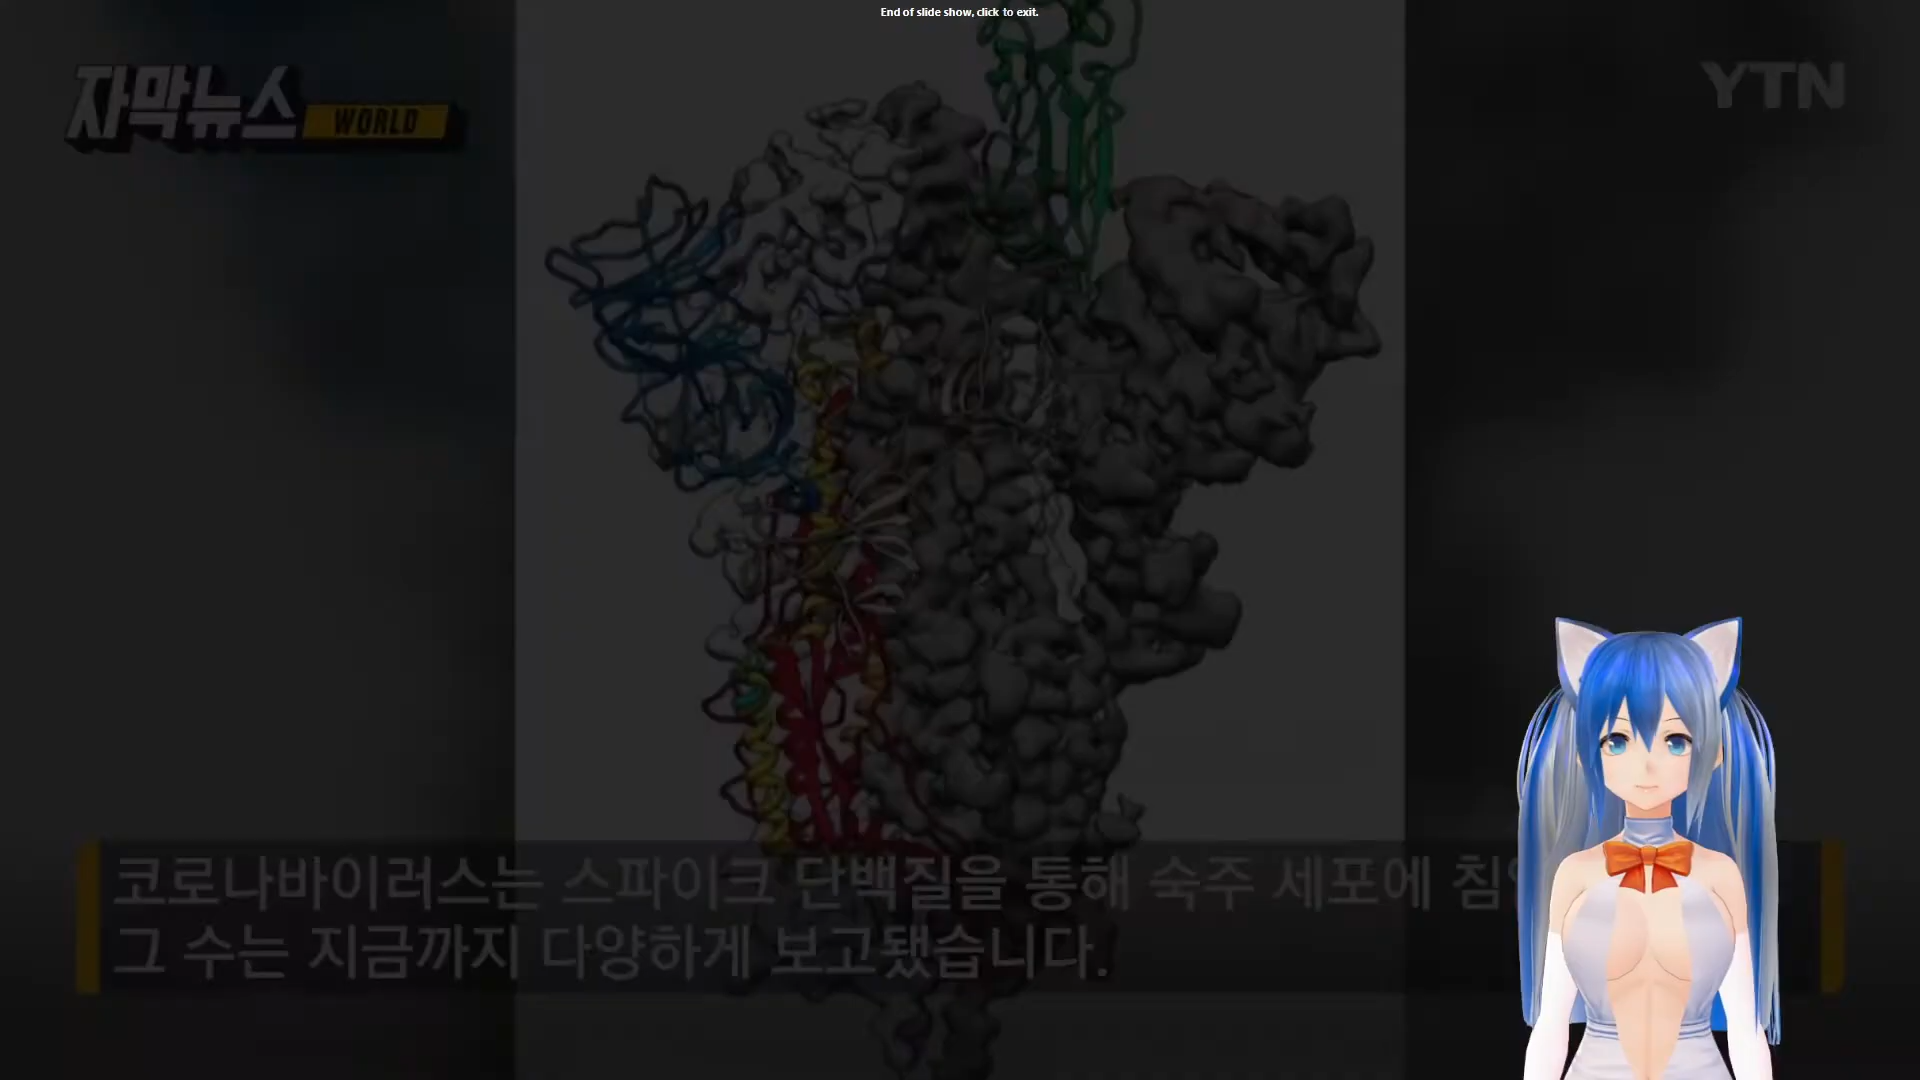 End of slide show, click to exit.
자막뉴스 WORLD
YTN
코로나바이러스는 스파이크 단백질을 통해 숙주 세포에
그 수는 지금까지 다양하게 보고됐습니다.